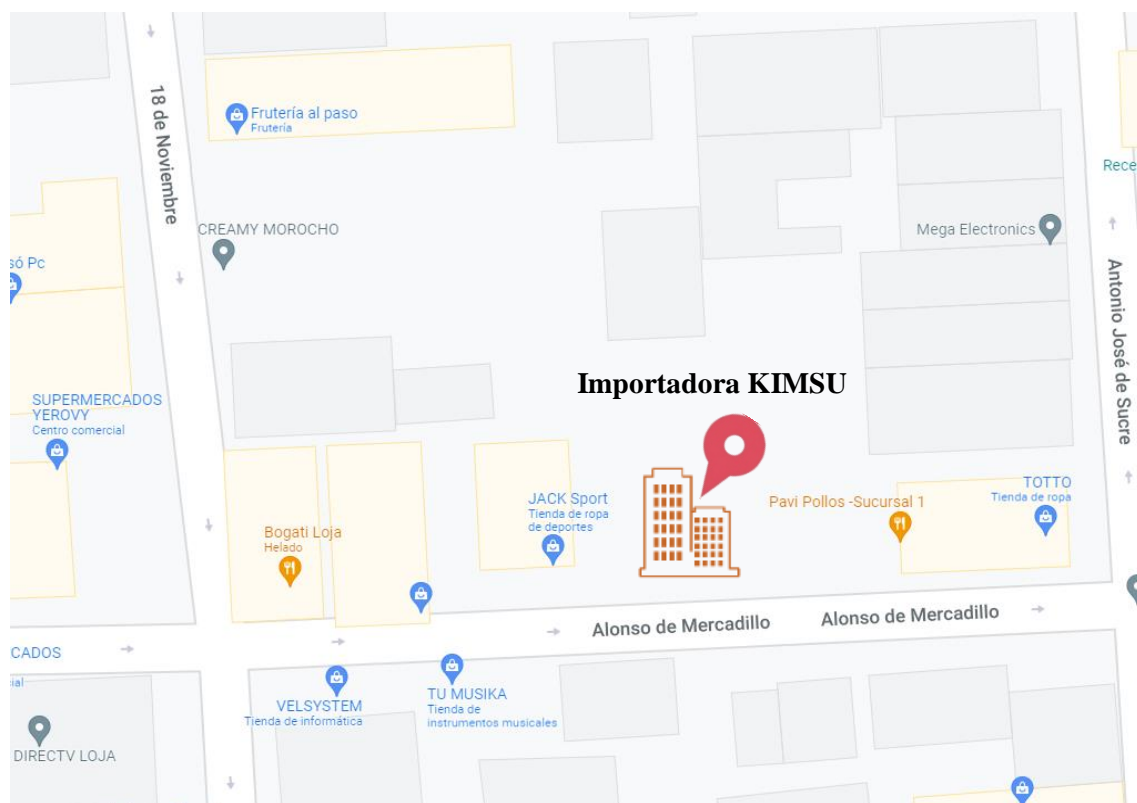 18 de Noviembre
Frutería al paso
Frutería
Rece
CREAMY MOROCHO
Mega Electronics
só Pc
Antonio José de Sucre
Importadora KIMSU
SUPERMERCADOS
YEROVY
Centro comercial
JACK Sport
Tienda de ropa
de deportes
Pavi Pollos -Sucursal 1
TOTTO
Tienda de ropa
Bogati Loja
Helado
Alonso de Mercadillo
Alonso de Mercadillo
CADOS
ial
VELSYSTEM
Tienda de informática
TU MUSIKA
Tienda de
instrumentos musicales
DIRECTV LOJA